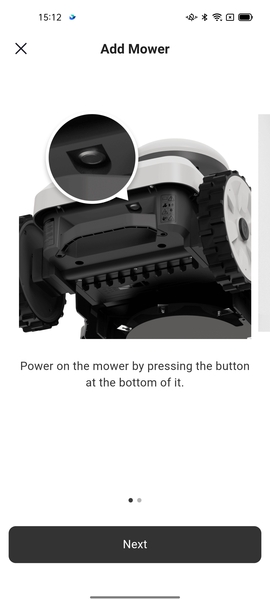 15:12
Add Mower
Power on the mower by pressing the button
at the bottom of it.
Next